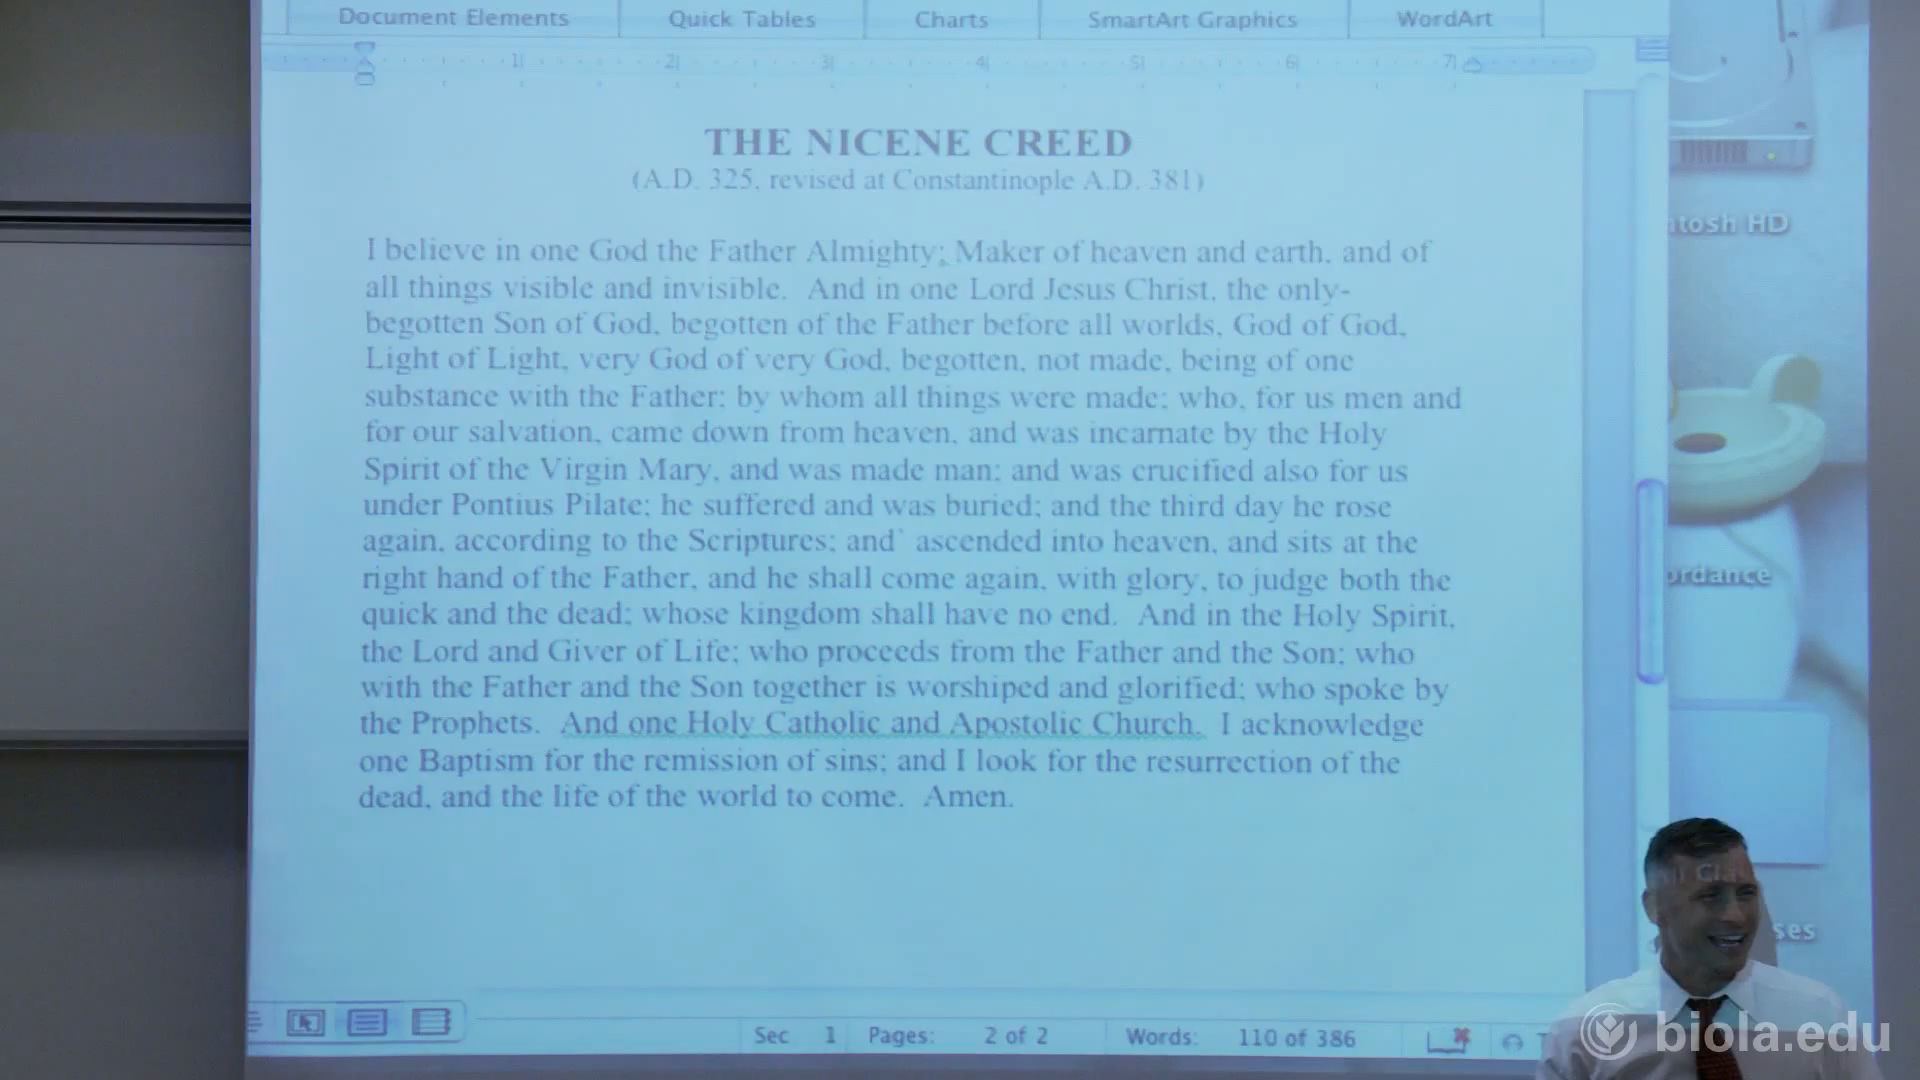 Document Elements Quick Tables Charts SmartArt Graphics WordArt
1 2 3 4 5 6 7
THE NICENE CREED
(A.D. 325, revised at Constantinople A.D. 381)
I believe in one God the Father Almighty; Maker of heaven and earth, and of
all things visible and invisible. And in one Lord Jesus Christ, the only-
begotten Son of God, begotten of the Father before all worlds, God of God,
Light of Light, very God of very God, begotten, not made, being of one
substance with the Father; by whom all things were made; who, for us men and
for our salvation, came down from heaven, and was incarnate by the Holy
Spirit of the Virgin Mary, and was made man; and was crucified also for us
under Pontius Pilate; he suffered and was buried; and the third day he rose
again, according to the Scriptures; and` ascended into heaven, and sits at the
right hand of the Father, and he shall come again, with glory, to judge both the
quick and the dead; whose kingdom shall have no end. And in the Holy Spirit,
the Lord and Giver of Life; who proceeds from the Father and the Son; who
with the Father and the Son together is worshiped and glorified; who spoke by
the Prophets. And one Holy Catholic and Apostolic Church. I acknowledge
one Baptism for the remission of sins; and I look for the resurrection of the
dead, and the life of the world to come. Amen.
ntosh HD
ordance
ses
Sec 1 Pages: 2 of 2 Words: 110 of 386
biola.edu